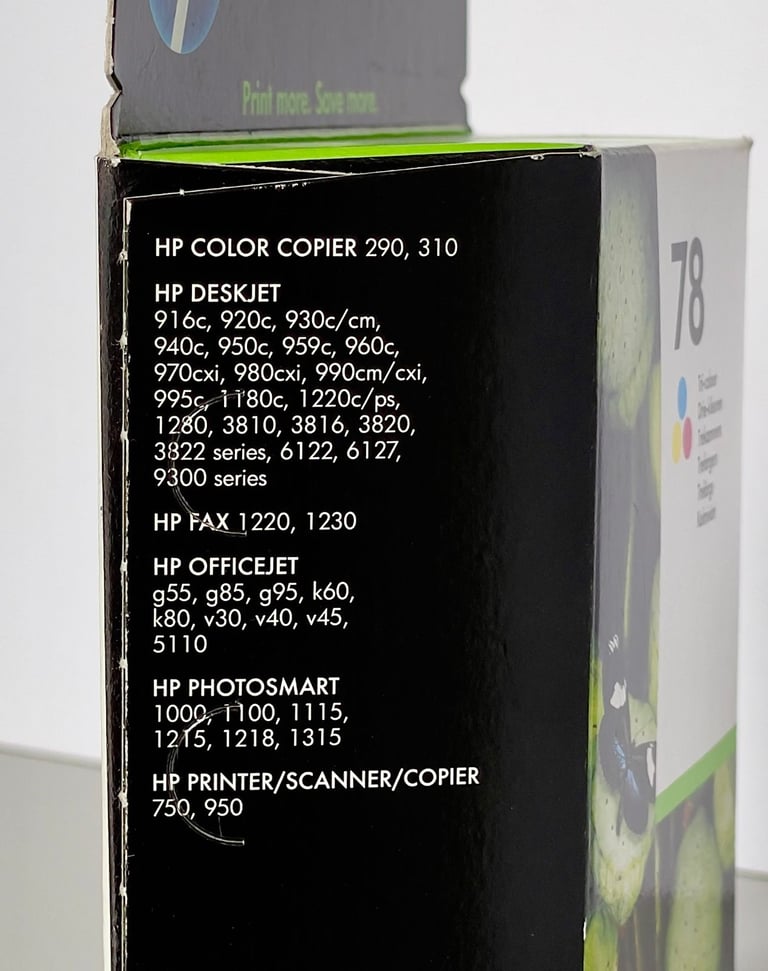 Print more. Save more.
HP COLOR COPIER 290, 310
HP DESKJET
916c, 920c, 930c/cm,
940c, 950c, 959c, 960c,
970cxi, 980cxi, 990cm/cxi,
995c, 1180c, 1220c/ps,
1280, 3810, 3816, 3820,
3822 series, 6122, 6127,
9300 series
HP FAX 1220, 1230
HP OFFICEJET
g55, g85, g95, k60,
k80, v30, v40, v45,
5110
HP PHOTOSMART
1000, 1100, 1115,
1215, 1218, 1315
HP PRINTER/SCANNER/COPIER
750, 950
78
Tri-colour